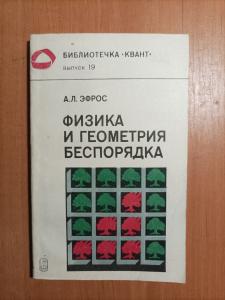 БИБЛИОТЕЧКА «КВАНТ»
ВЫПУСК 19
А.Л. ЭФРОС
ФИЗИКА
И ГЕОМЕТРИЯ
БЕСПОРЯДКА